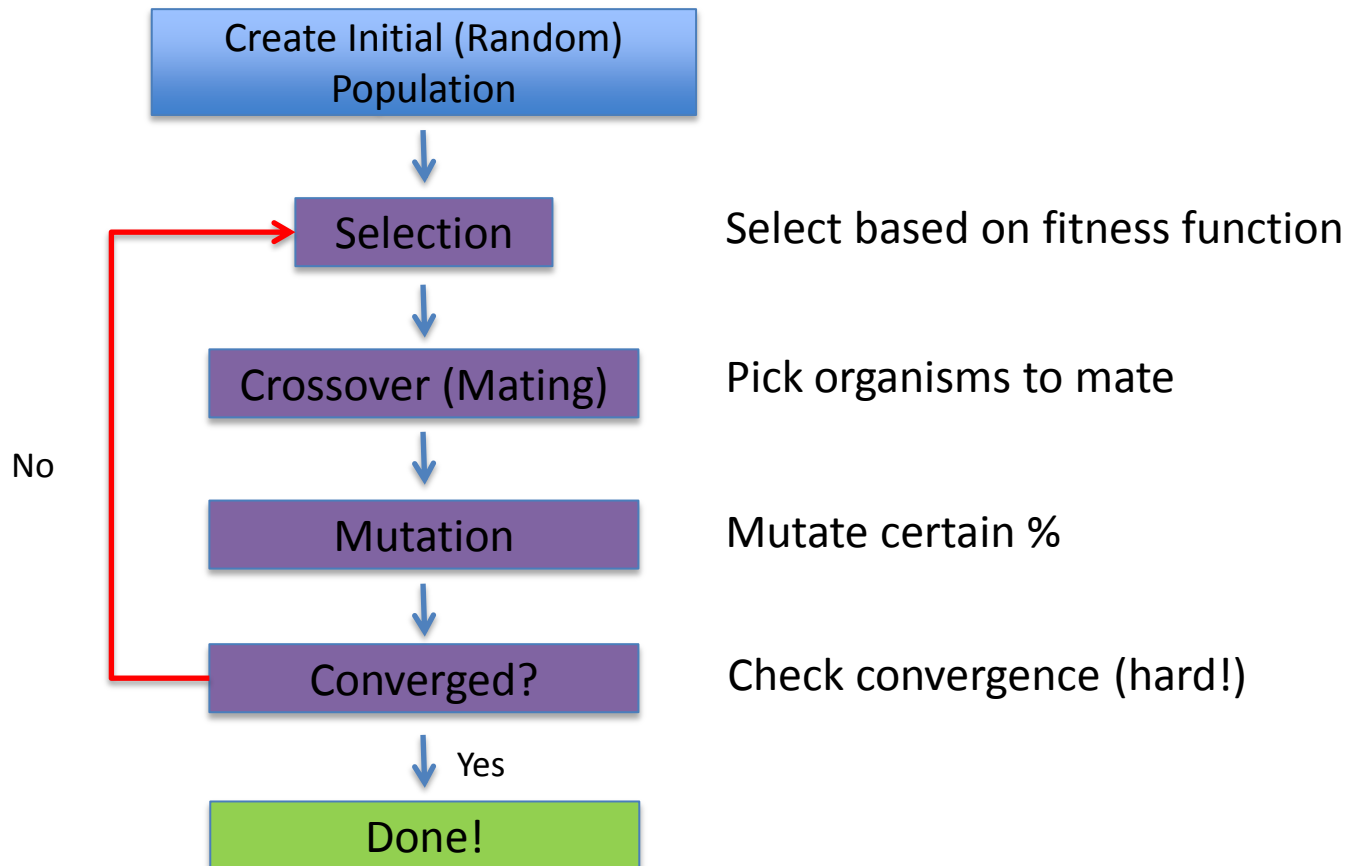 Create Initial (Random)
Population
Selection
Select based on fitness function
Crossover (Mating)
Pick organisms to mate
No
Mutation
Mutate certain %
Converged?
Check convergence (hard!)
Yes
Done!